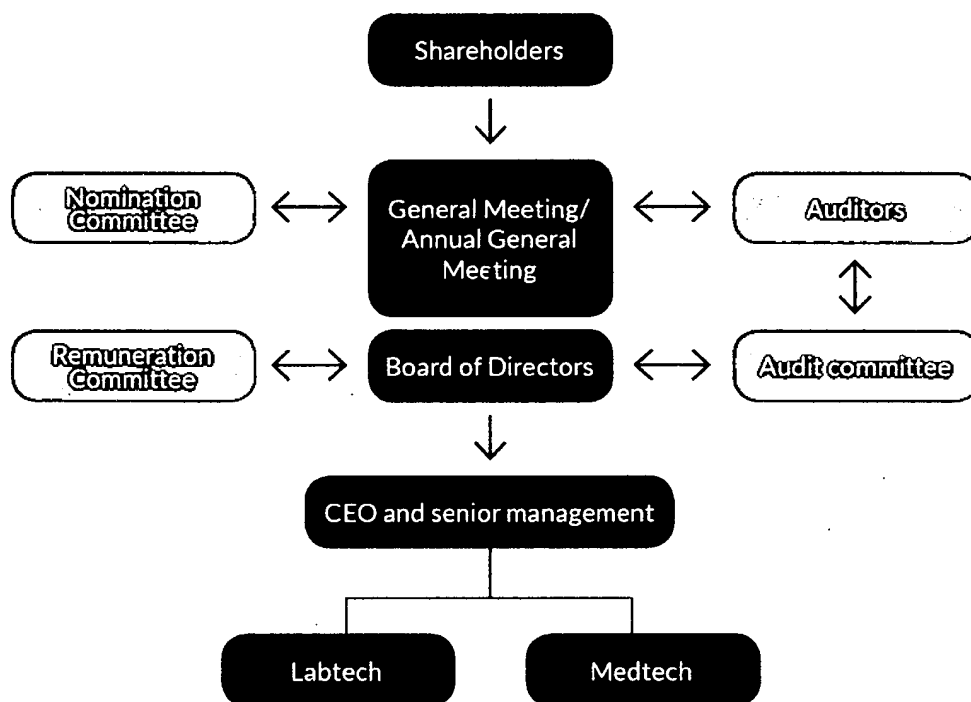 Shareholders
Nomination
Committee
General Meeting/
Annual General
Meeting
Auditors
Remuneration
Committee
Board of Directors
Audit committee
CEO and senior management
Labtech
Medtech